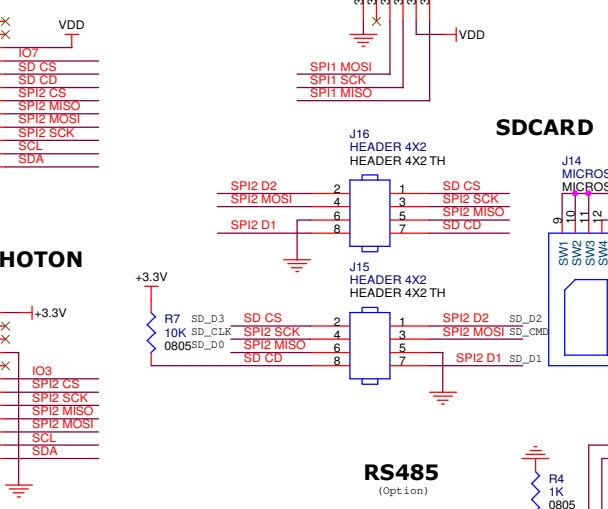 VDD
IO7
SD CS
SD CD
SPI2 CS
SPI2 MISO
SPI2 MOSI
SPI2 SCK
SCL
SDA
VDD
SPI1 MOSI
SPI1 SCK
SPI1 MISO
SDCARD
J16
HEADER 4X2
HEADER 4X2 TH
SPI2 D2 2 1 SD CS
SPI2 MOSI 4 3 SPI2 SCK
6 5 SPI2 MISO
SPI2 D1 8 7 SD CD
J14
MICROS
MICROS
9 10 11 12
SW1 SW2 SW3 SW4
HOTON
+3.3V
IO3
SPI2 CS
SPI2 SCK
SPI2 MISO
SPI2 MOSI
SCL
SDA
+3.3V
R7
10K
0805
J15
HEADER 4X2
HEADER 4X2 TH
SD_D3 SD CS 2 1 SPI2 D2 SD_D2
SD_CLK SPI2 SCK 4 3 SPI2 MOSI SD_CMD
SD_D0 SPI2 MISO 6 5
SD CD 8 7 SPI2 D1 SD_D1
RS485
(Option)
R4
1K
0805